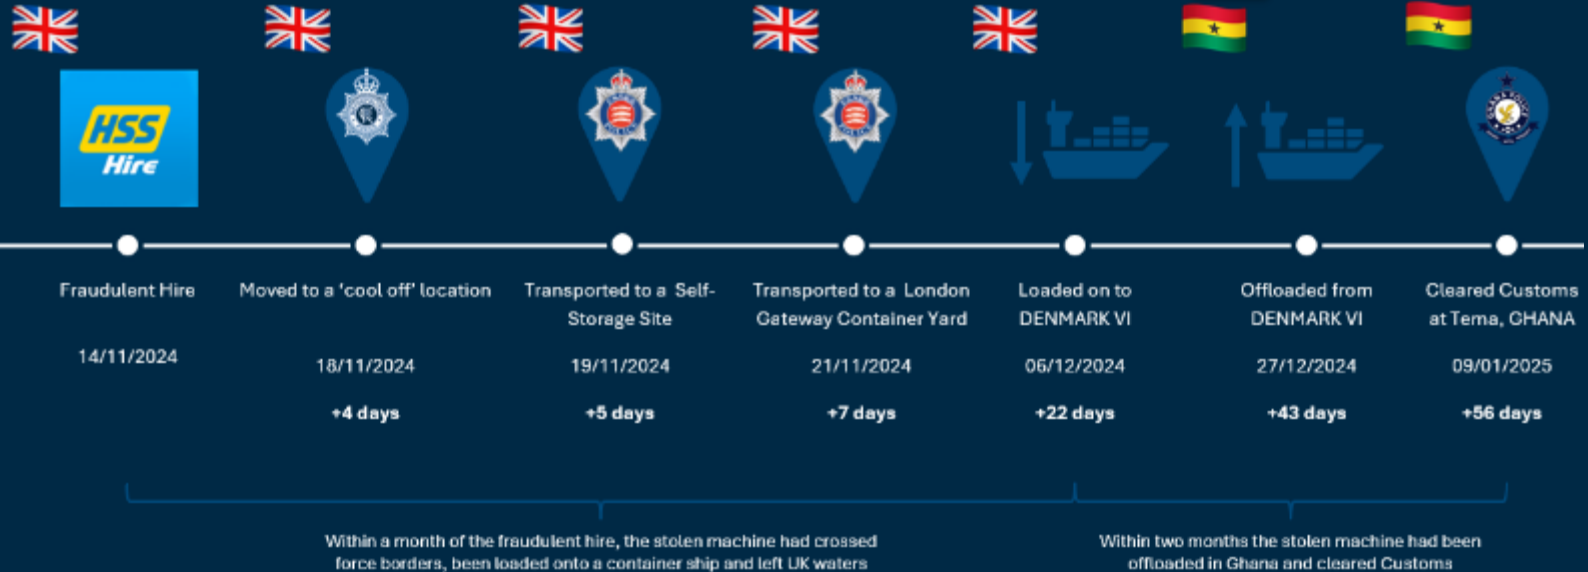 HSS
Hire
Fraudulent Hire
14/11/2024
Moved to a 'cool off' location
18/11/2024
+4 days
Transported to a Self-
Storage Site
19/11/2024
+5 days
Transported to a London
Gateway Container Yard
21/11/2024
+7 days
Loaded on to
DENMARK VI
06/12/2024
+22 days
Offloaded from
DENMARK VI
27/12/2024
+43 days
Cleared Customs
at Tema, GHANA
09/01/2025
+56 days
Within a month of the fraudulent hire, the stolen machine had crossed
force borders, been loaded onto a container ship and left UK waters
Within two months the stolen machine had been
offloaded in Ghana and cleared Customs